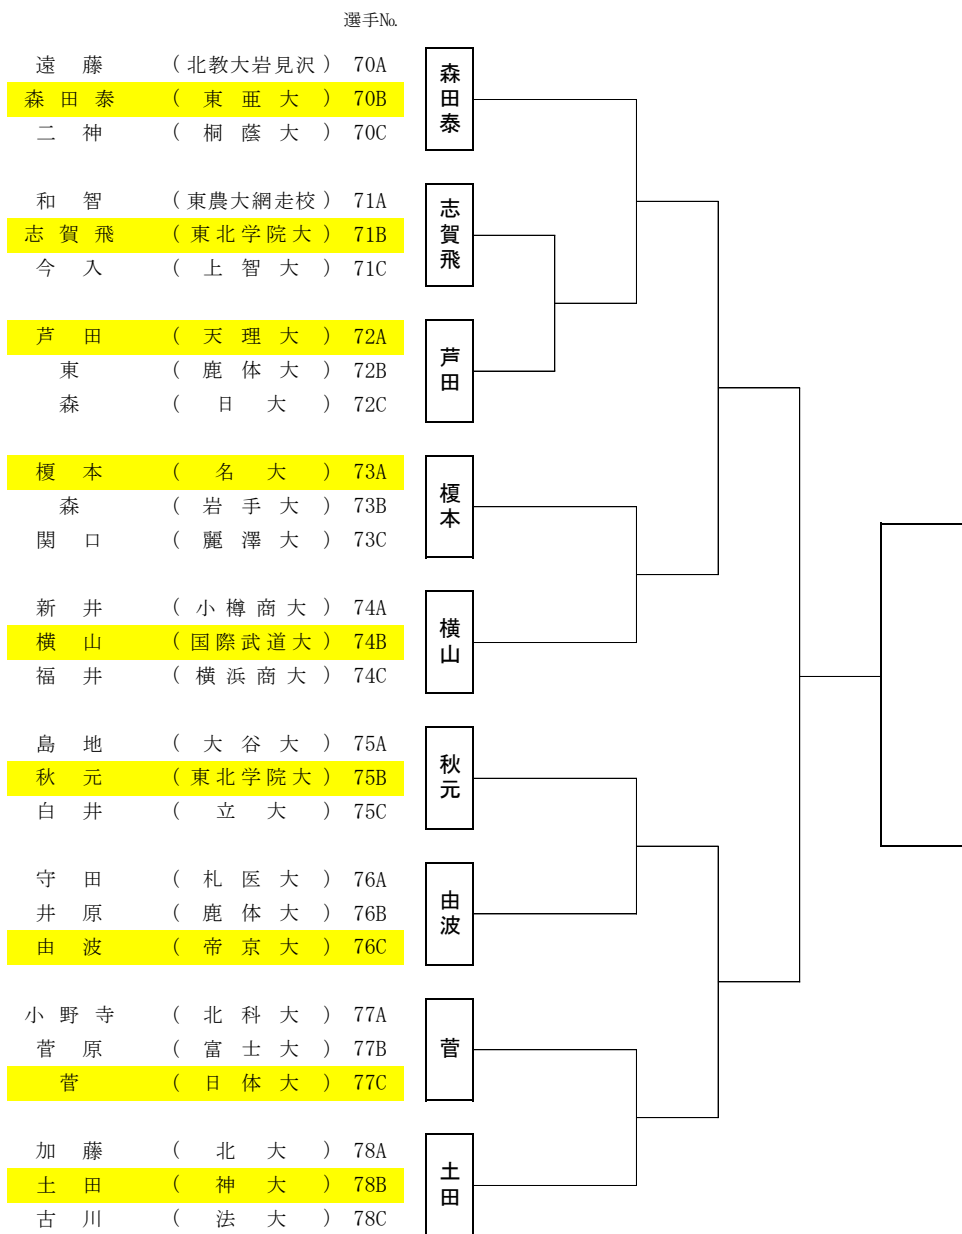 選手No.
遠藤 (北教大岩見沢) 70A
森田泰 (東亜大) 70B
二神 (桐蔭大) 70C
森田泰
和智 (東農大網走校) 71A
志賀飛 (東北学院大) 71B
今入 (上智大) 71C
志賀飛
芦田 (天理大) 72A
東 (鹿体大) 72B
森 (日大) 72C
芦田
榎本 (名大) 73A
森 (岩手大) 73B
関口 (麗澤大) 73C
榎本
新井 (小樽商大) 74A
横山 (国際武道大) 74B
福井 (横浜商大) 74C
横山
島地 (大谷大) 75A
秋元 (東北学院大) 75B
白井 (立大) 75C
秋元
守田 (札医大) 76A
井原 (鹿体大) 76B
由波 (帝京大) 76C
由波
小野寺 (北科大) 77A
菅原 (富士大) 77B
菅 (日体大) 77C
菅
加藤 (北大) 78A
土田 (神大) 78B
古川 (法大) 78C
土田